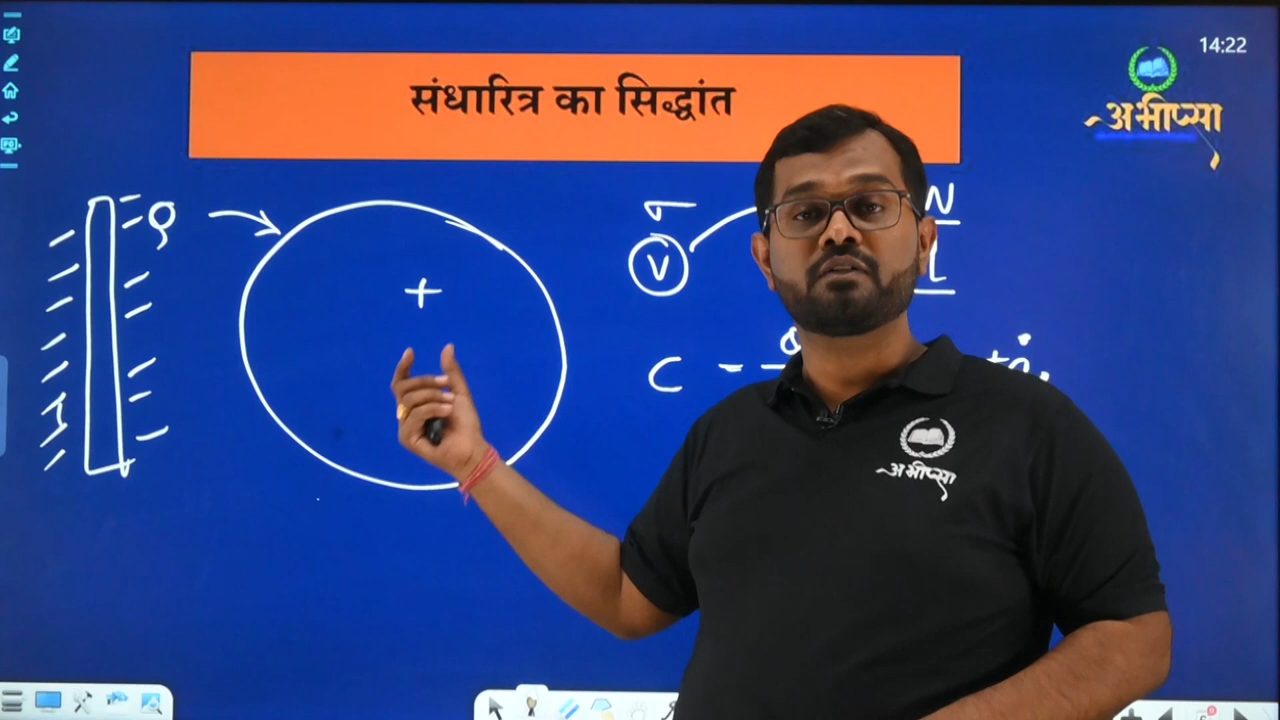 14:22
संधारित्र का सिद्धांत
अभीप्सा
Q
+
V
C =
अभीप्सा